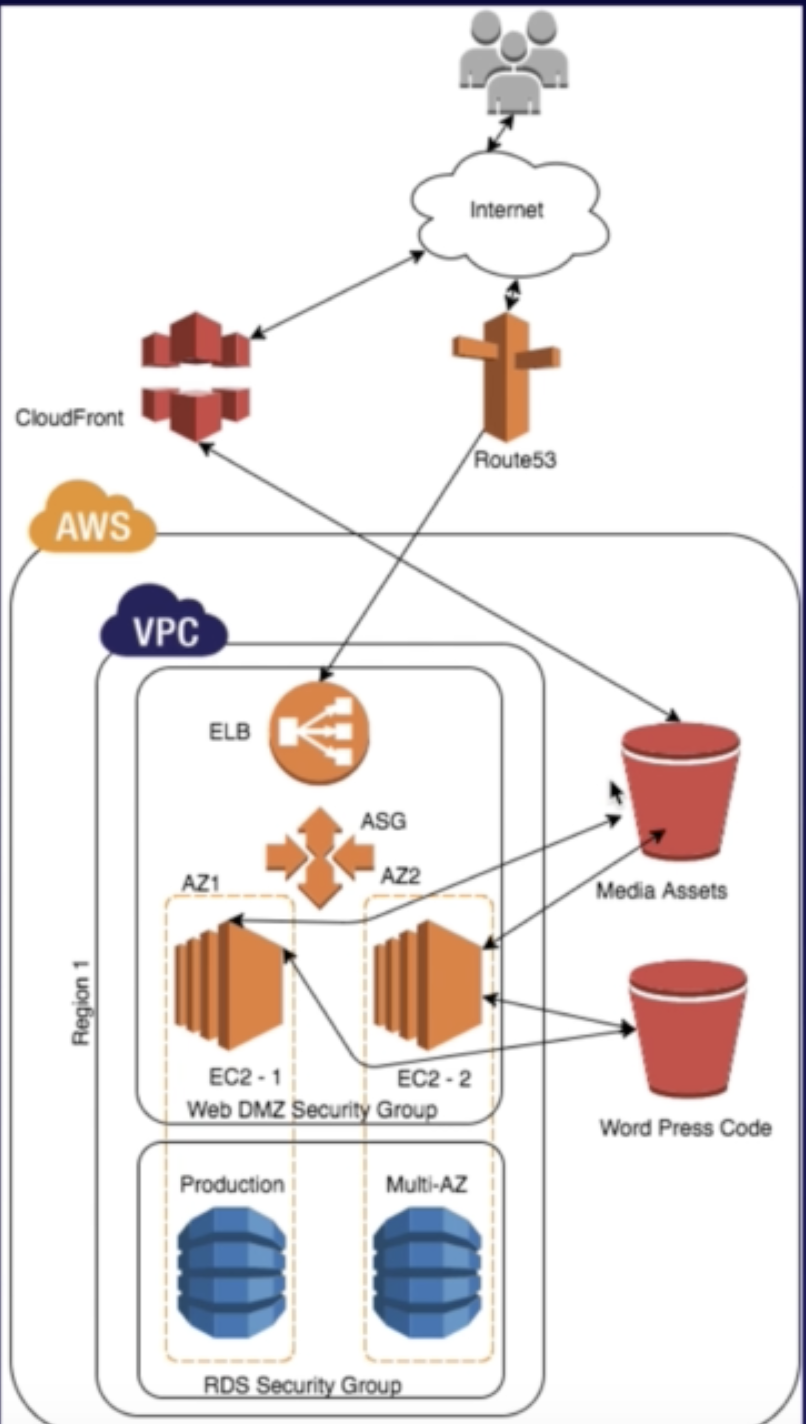 Internet
CloudFront
Route53
AWS
VPC
ELB
ASG
AZ1
AZ2
Media Assets
Region 1
EC2 - 1
EC2 - 2
Web DMZ Security Group
Word Press Code
Production
Multi-AZ
RDS Security Group